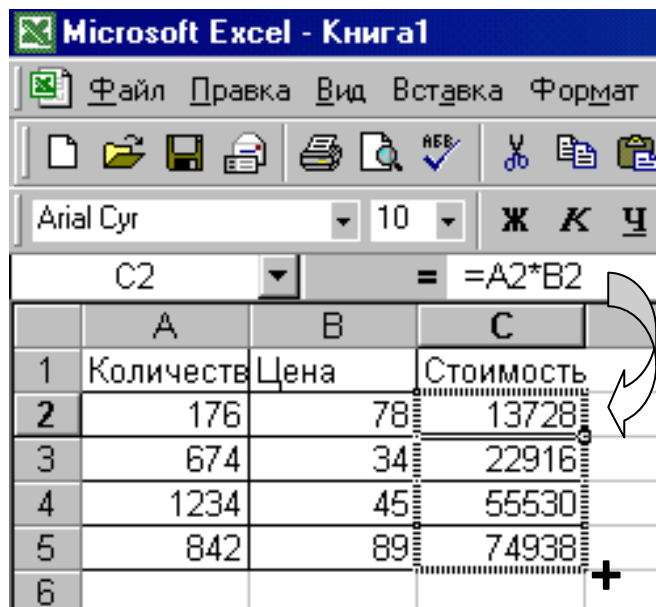 Microsoft Excel - Книга1
Файл Правка Вид Вставка Формат
АБВ
Arial Cyr 10 Ж К Ч
C2 = =A2*B2
A B C
1 Количеств Цена Стоимость
2 176 78 13728
3 674 34 22916
4 1234 45 55530
5 842 89 74938
6